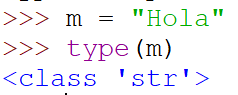 >>> m = "Hola"
>>> type(m)
<class 'str'>